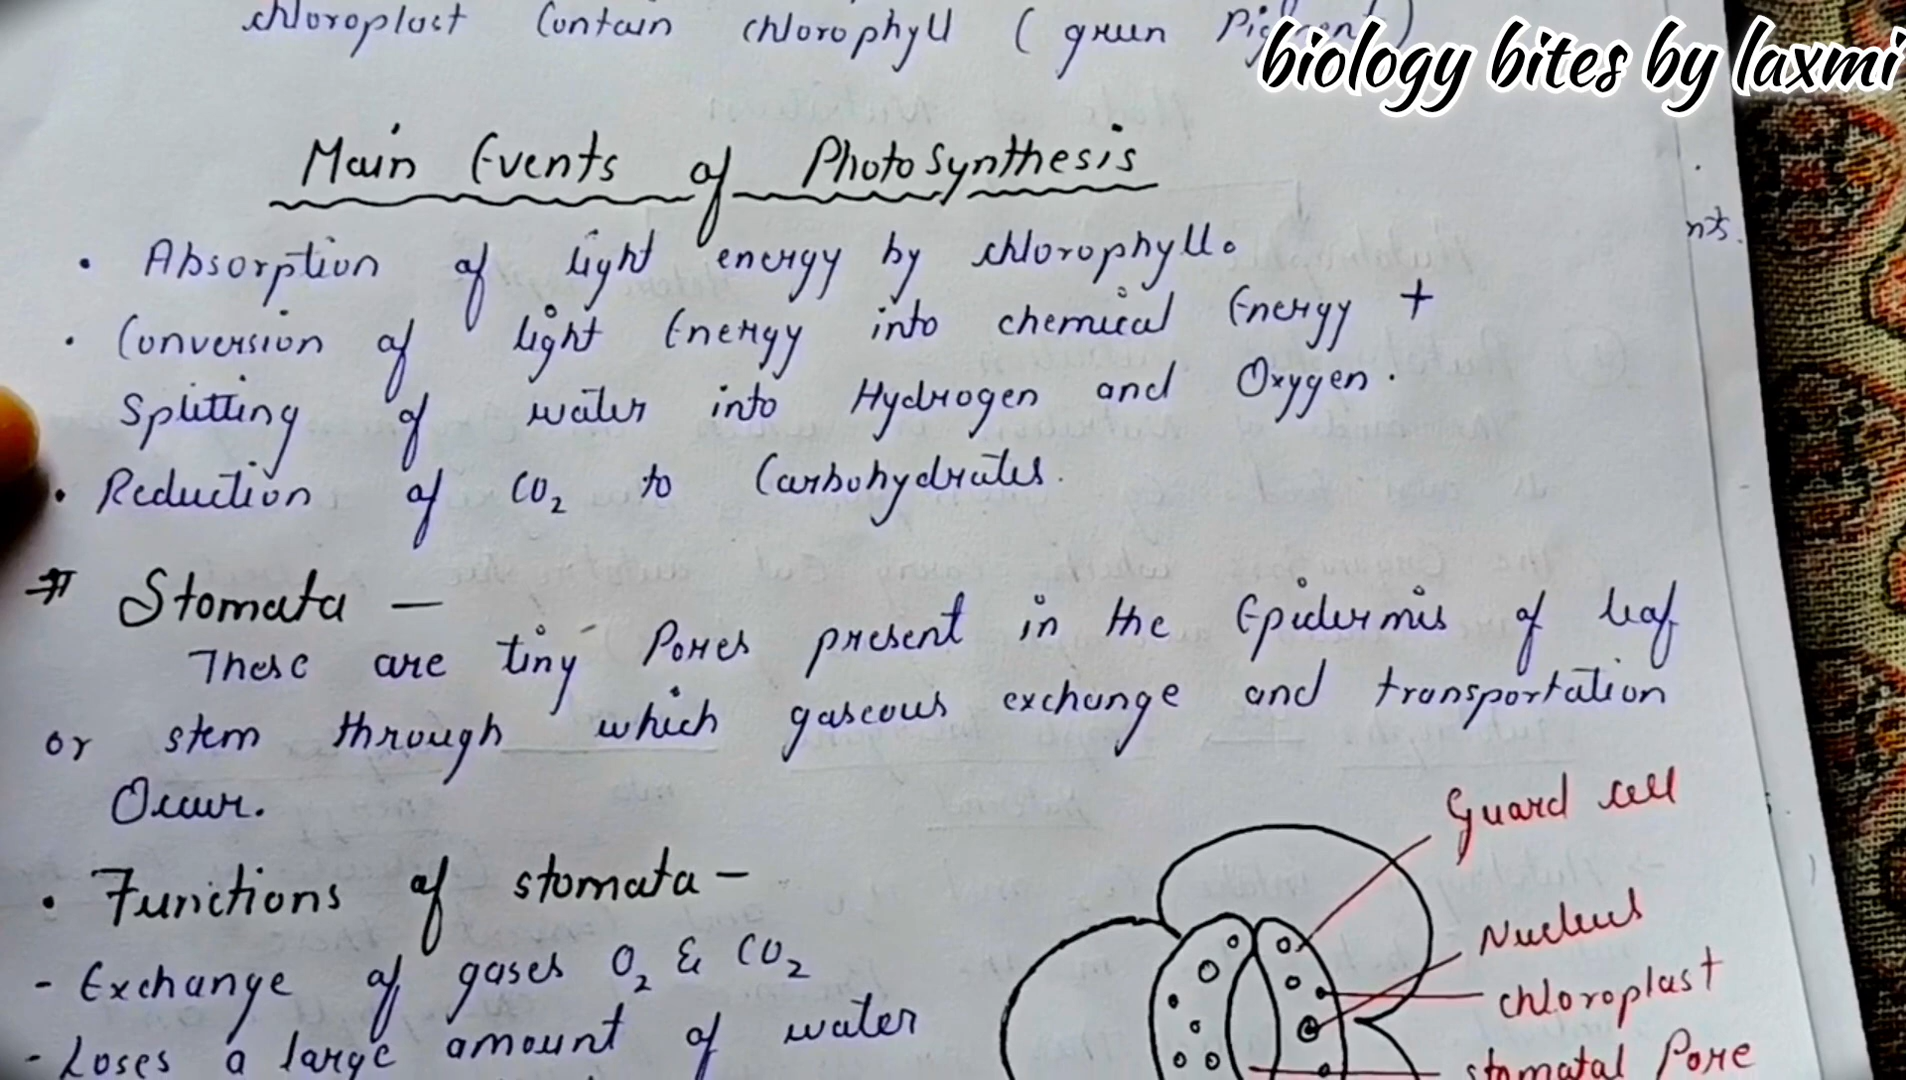 chloroplast contain chlorophyll ( green Pigment )
biology bites by laxmi
Main Events of PhotoSynthesis
• Absorption of light energy by chlorophyll.
• Conversion of light Energy into chemical Energy +
Splitting of water into Hydrogen and Oxygen.
• Reduction of CO₂ to Carbohydrates.
# Stomata —
These are tiny Pores present in the Epidermis of leaf
or stem through which gaseous exchange and transportation
Occur.
Guard cell
• Functions of stomata -
Nucleus
- Exchange of gases O₂ & CO₂
chloroplast
- Loses a large amount of water
stomatal Pore